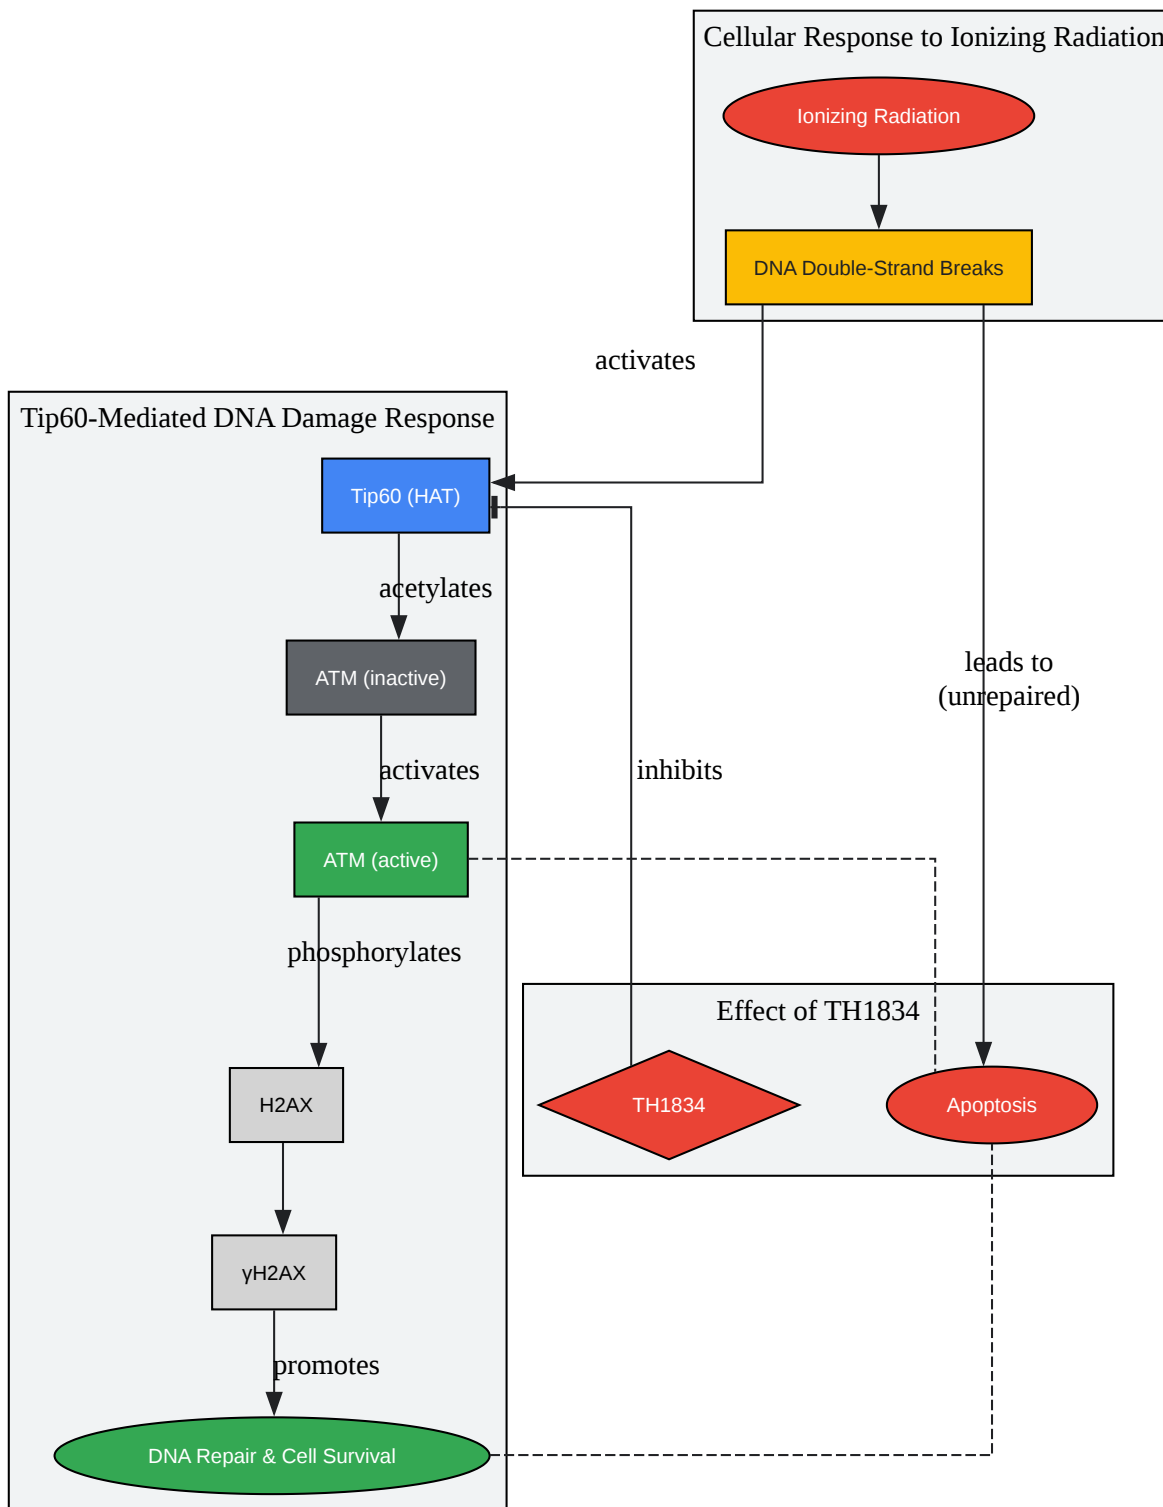 Cellular Response to Ionizing Radiation
Ionizing Radiation
DNA Double-Strand Breaks
activates
Tip60-Mediated DNA Damage Response
Tip60 (HAT)
acetylates
ATM (inactive)
leads to
(unrepaired)
activates
inhibits
ATM (active)
phosphorylates
Effect of TH1834
H2AX
TH1834
Apoptosis
γH2AX
promotes
DNA Repair & Cell Survival